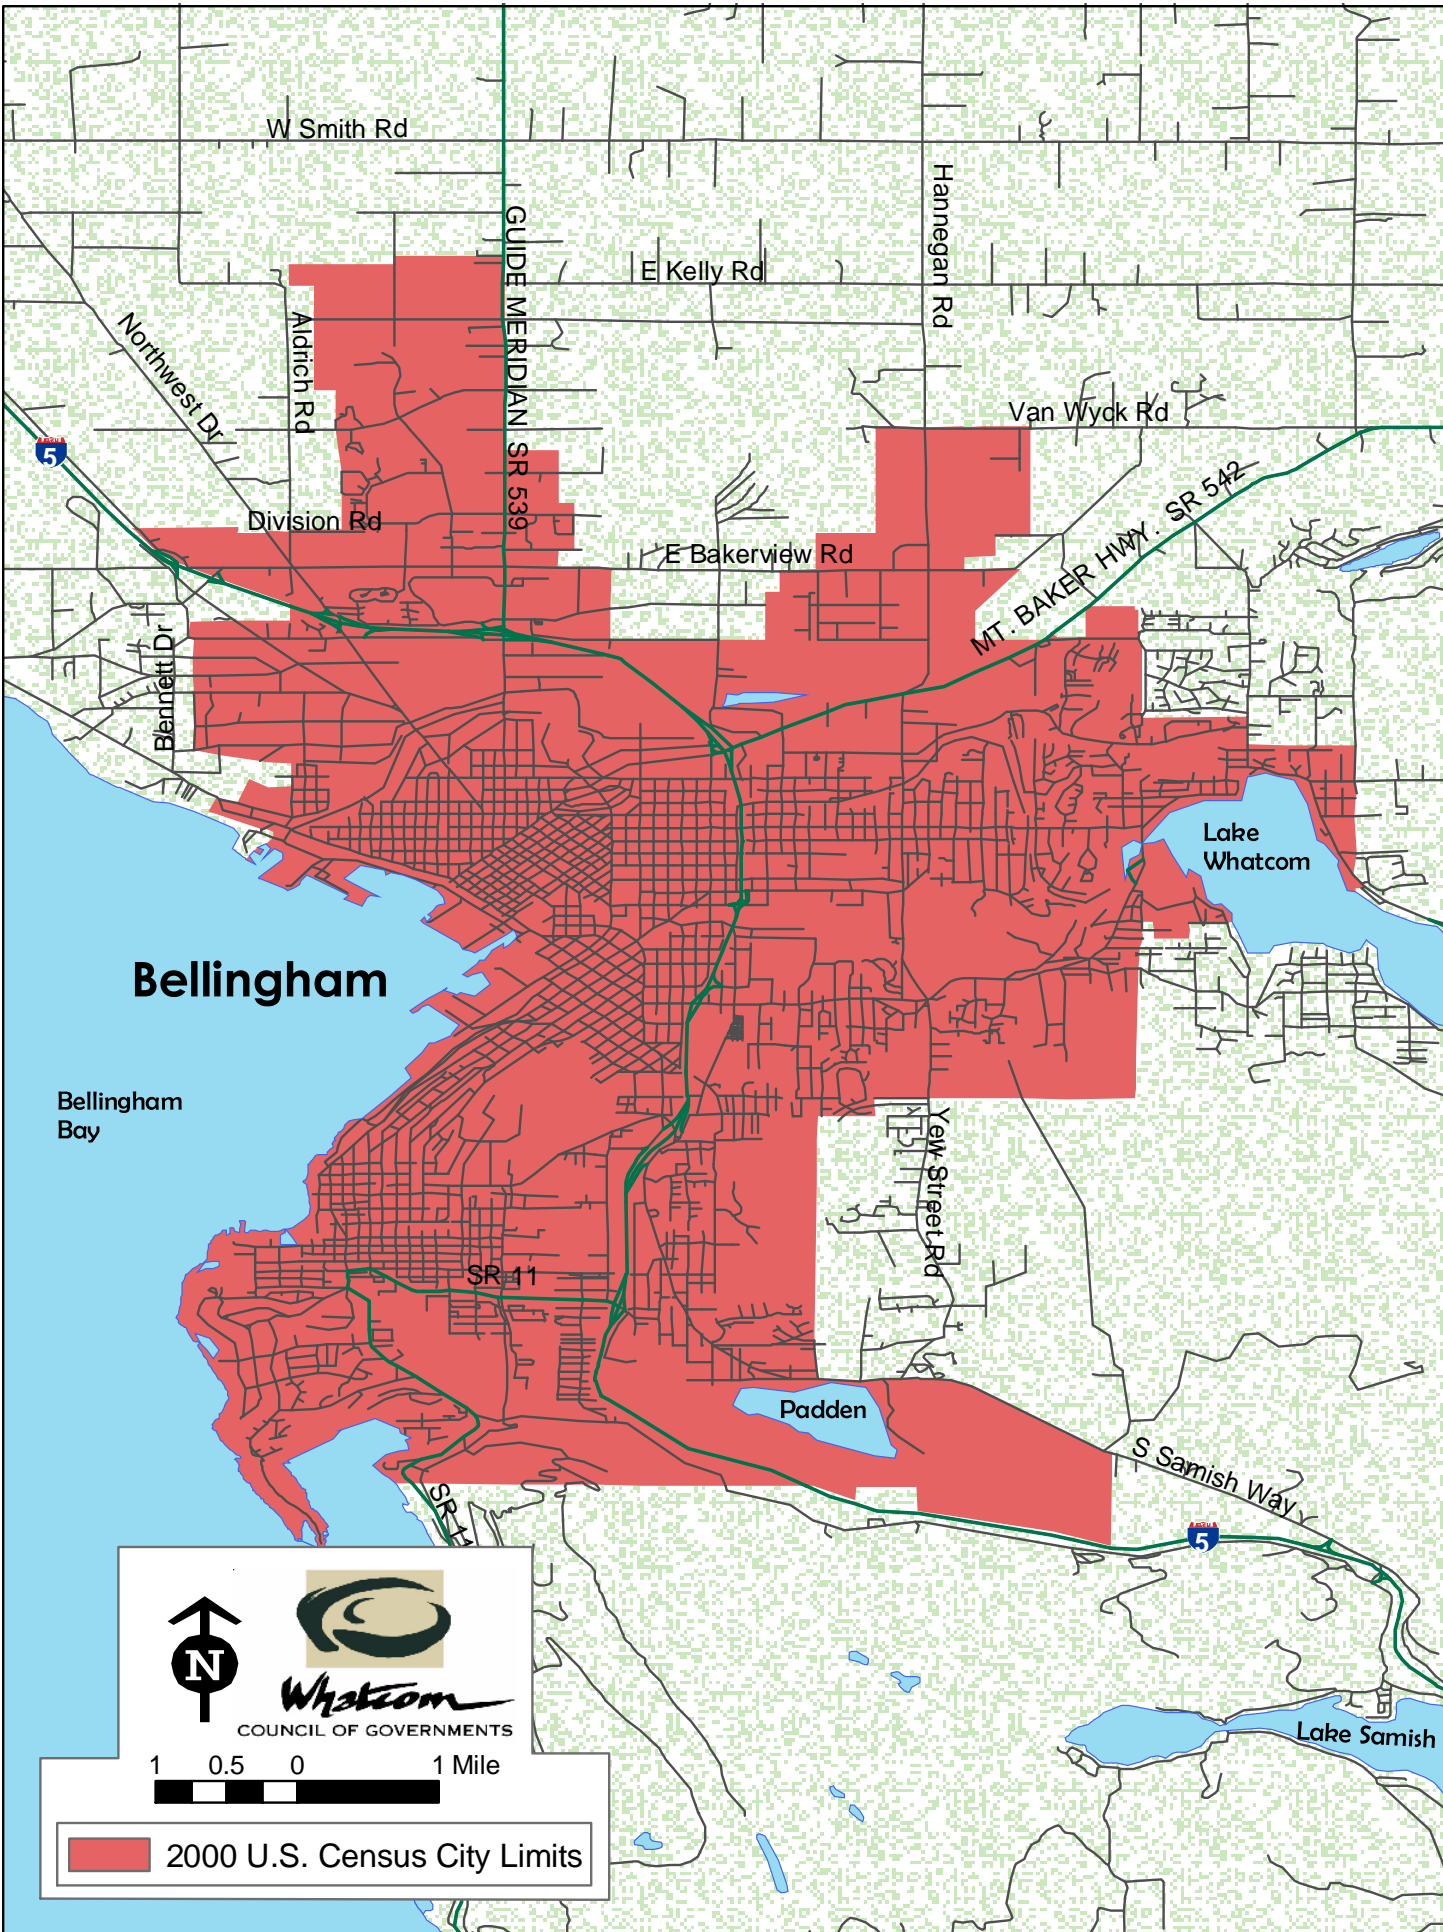 W Smith Rd
Hannegan Rd
GUIDE MERIDIAN SR 539
E Kelly Rd
Aldrich Rd
Northwest Dr
Van Wyck Rd
5
MT. BAKER HWY. SR 542
Division Rd
E Bakerview Rd
Bennett Dr
Lake
Whatcom
Bellingham
Bellingham
Bay
Yew Street Rd
SR 11
Padden
S Samish Way
SR 11
5
N
Whatcom
COUNCIL OF GOVERNMENTS
Lake Samish
1 0.5 0 1 Mile
2000 U.S. Census City Limits